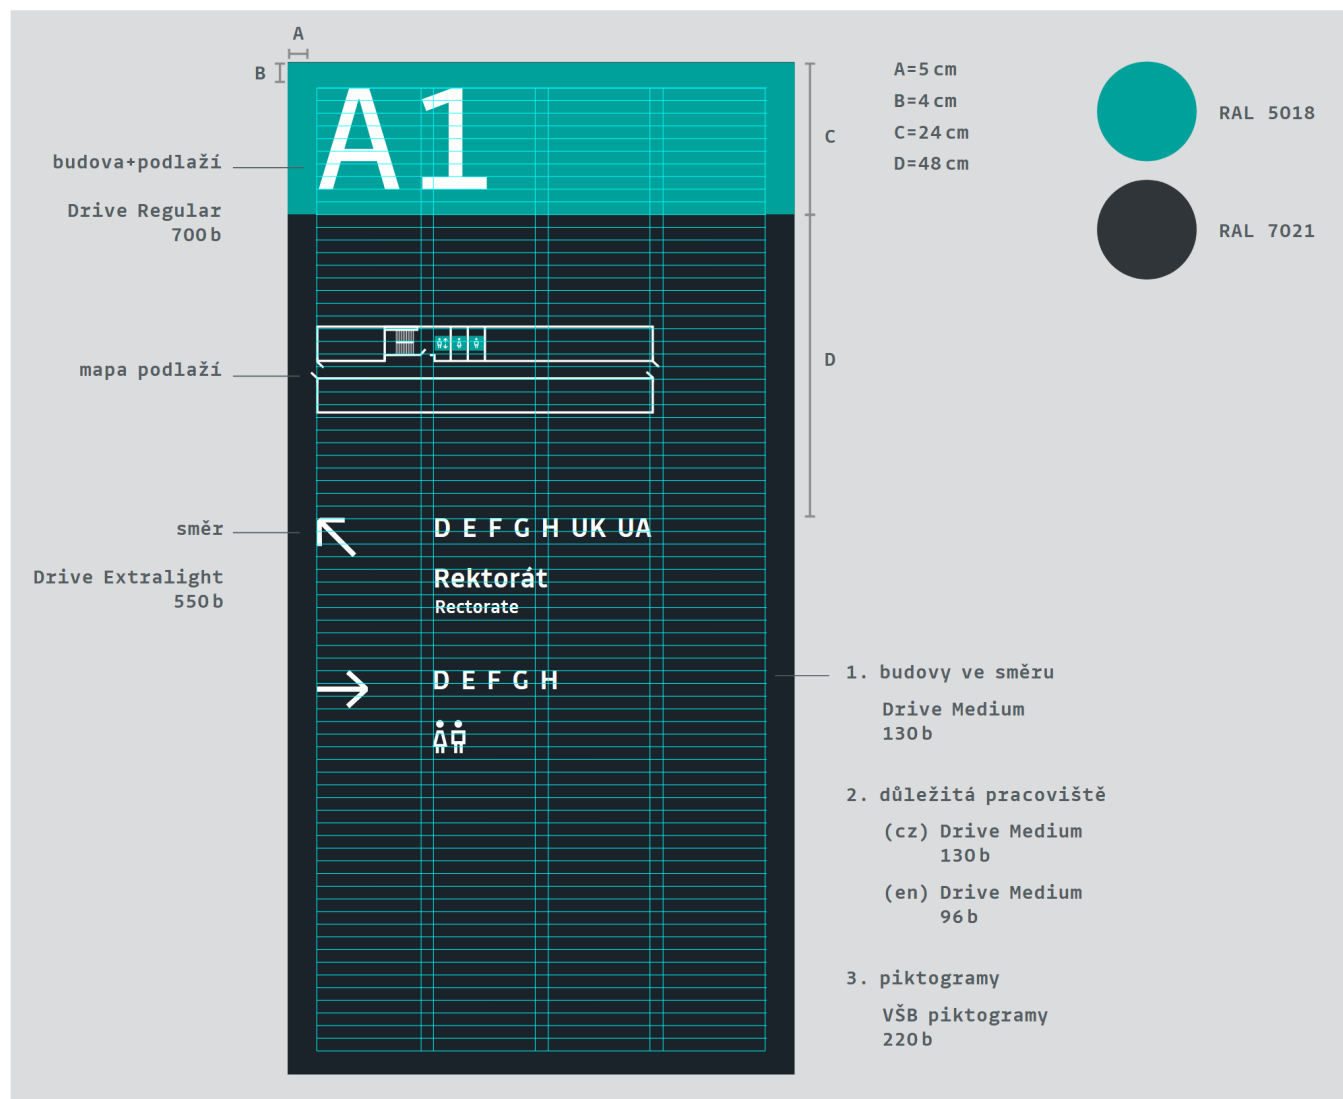 A
B
A1
budova+podlaží
Drive Regular
700 b
mapa podlaží
směr
Drive Extralight
550 b
D E F G H UK UA
Rektorát
Rectorate
D E F G H
C
D
A=5 cm
B=4 cm
C=24 cm
D=48 cm
RAL 5018
RAL 7021
1. budovy ve směru
Drive Medium
130 b
2. důležitá pracoviště
(cz) Drive Medium
130 b
(en) Drive Medium
96 b
3. piktogramy
VŠB piktogramy
220 b